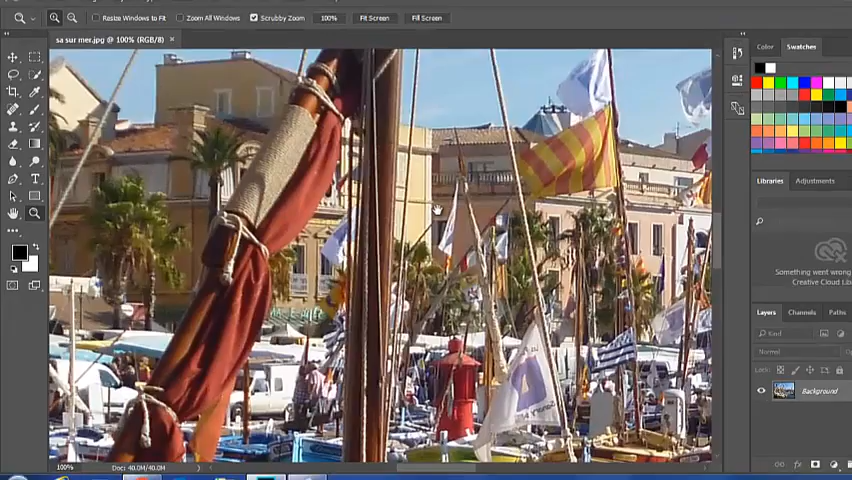 Resize Windows to Fit
Zoom All Windows
Scrubby Zoom
100%
Fit Screen
Fill Screen
sa sur mer.jpg @ 100% (RGB/8)
Color
Swatches
Libraries
Adjustments
Something went wrong
Creative Cloud Lib
Layers
Channels
Paths
Kind
Normal
Lock:
Background
100%
Doc: 40.0M/40.0M
fx